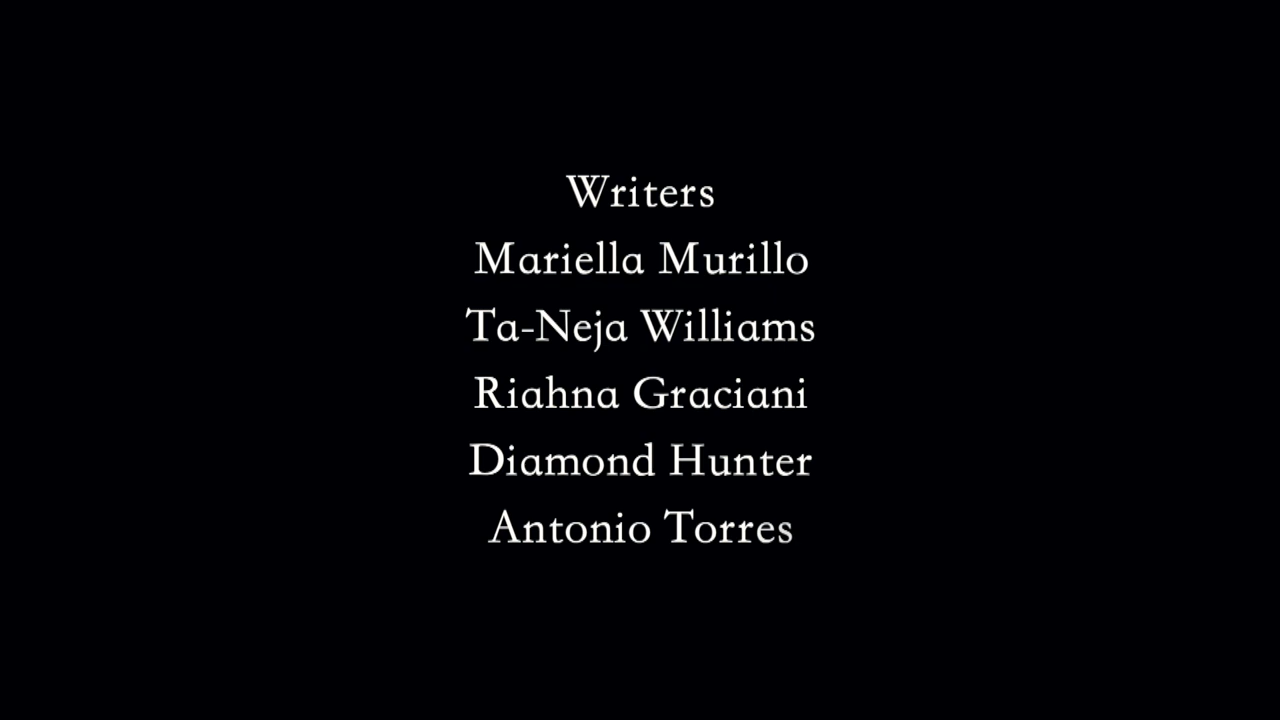 Writers
Mariella Murillo
Ta-Neja Williams
Riahna Graciani
Diamond Hunter
Antonio Torres